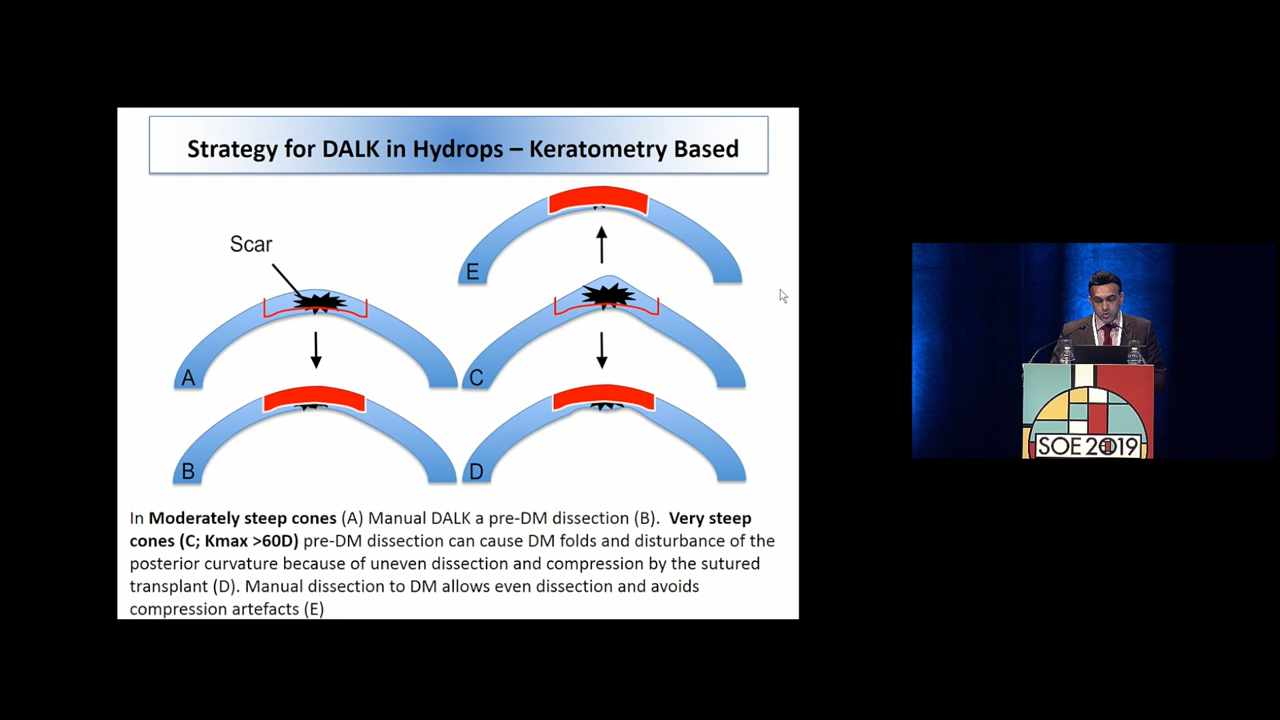 Strategy for DALK in Hydrops – Keratometry Based
Scar
E
A
C
B
D
In Moderately steep cones (A) Manual DALK a pre-DM dissection (B). Very steep
cones (C; Kmax >60D) pre-DM dissection can cause DM folds and disturbance of the
posterior curvature because of uneven dissection and compression by the sutured
transplant (D). Manual dissection to DM allows even dissection and avoids
compression artefacts (E)
SOE 2019